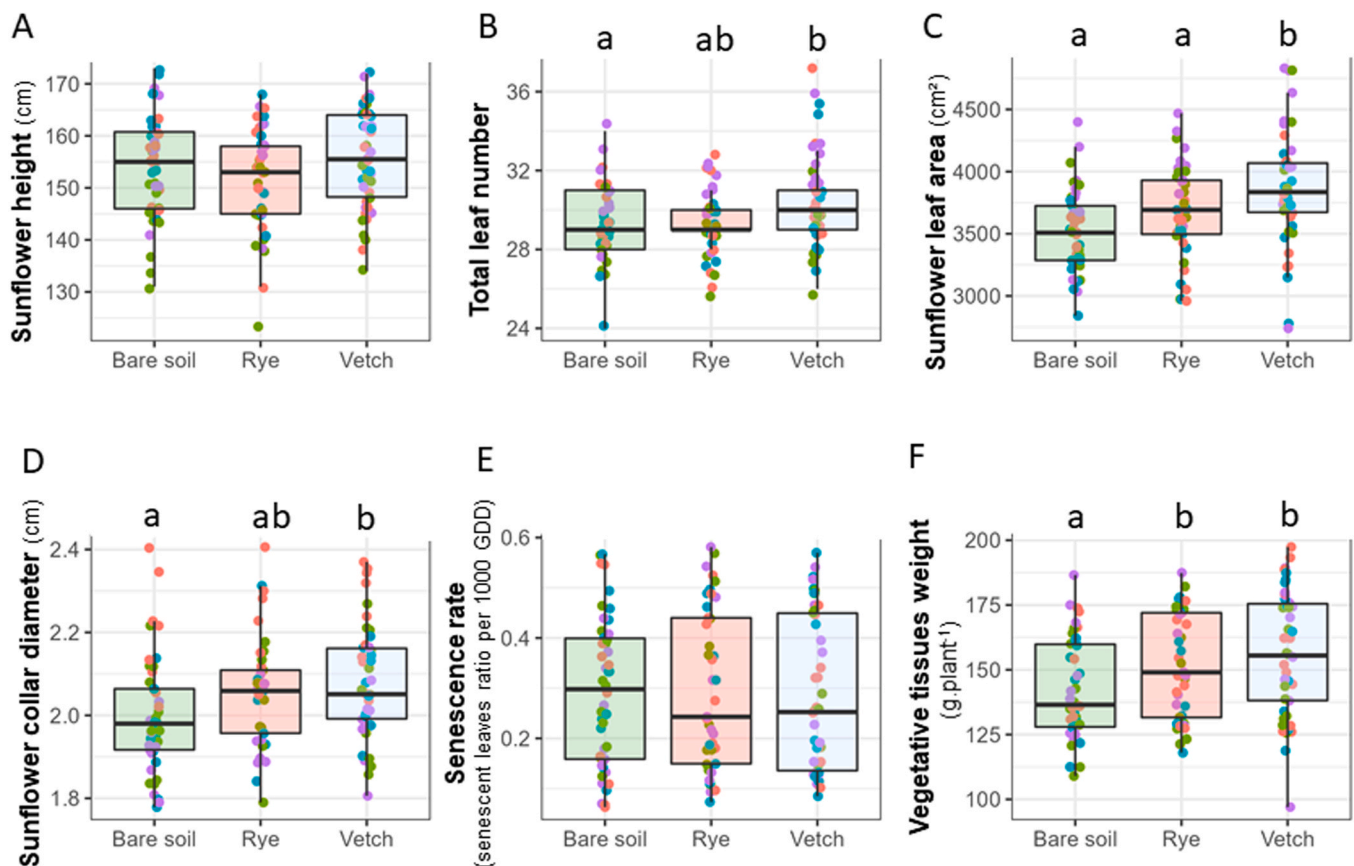 A
Sunflower height (cm)
170
160
150
140
130
Bare soil Rye Vetch
B
a ab b
Total leaf number
36
32
28
24
Bare soil Rye Vetch
C
a a b
Sunflower leaf area (cm²)
4500
4000
3500
3000
Bare soil Rye Vetch
D
a ab b
Sunflower collar diameter (cm)
2.4
2.2
2.0
1.8
Bare soil Rye Vetch
E
Senescence rate
(senescent leaves ratio per 1000 GDD)
0.6
0.4
0.2
Bare soil Rye Vetch
F
a b b
Vegetative tissues weight
(g.plant⁻¹)
200
175
150
125
100
Bare soil Rye Vetch